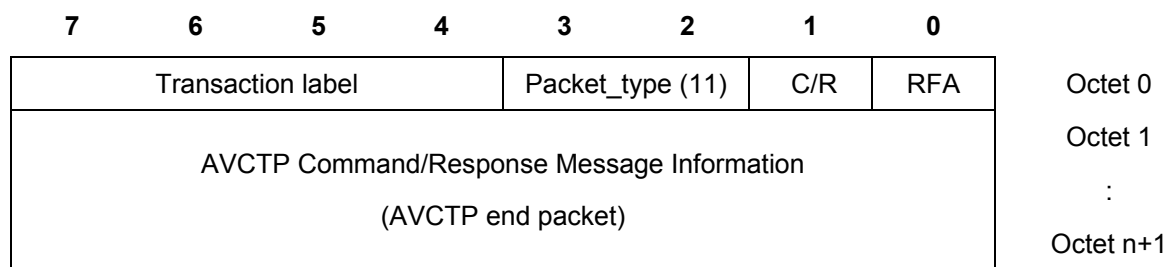 7 6 5 4 3 2 1 0
Transaction label Packet_type (11) C/R RFA Octet 0
Octet 1
AVCTP Command/Response Message Information
:
(AVCTP end packet)
Octet n+1